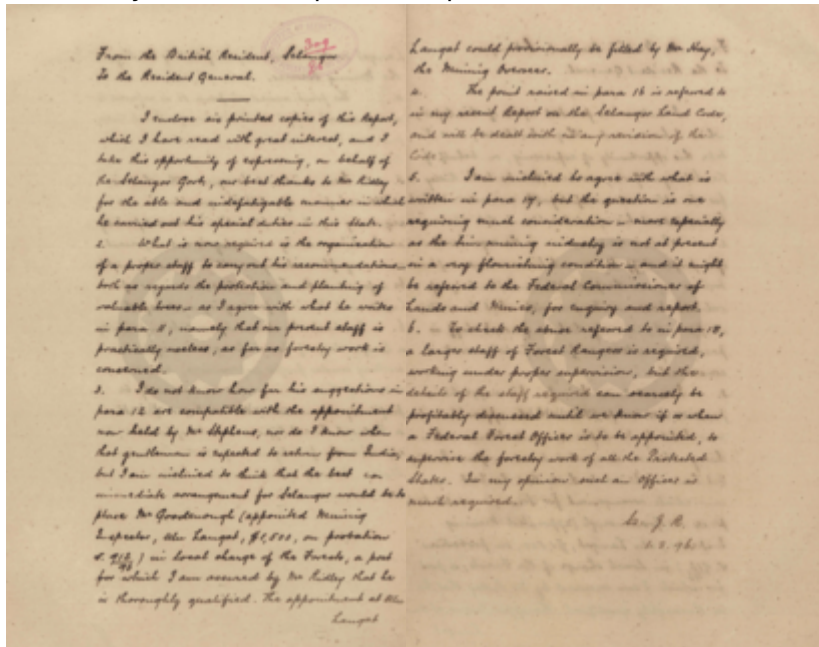 From the British Resident, Selangor
To the Resident General.
I enclose six printed copies of this Report,
which I have read with great interest, and I
take this opportunity of expressing, on behalf of
the Selangor Govt, our best thanks to Mr Ridley
for the able and indefatigable manner in which
he carried out his special duties in this State.
2. What is now required is the organisation
of a proper staff to carry out his recommendations
both as regards the protection and planting of
valuable trees, as I agree with what he writes
in para 11, namely that our present staff is
practically useless, as far as forestry work is
concerned.
3. I do not know how far his suggestions in
para 12 are compatible with the appointment
now held by Mr Stephens, nor do I know when
that gentleman is expected to return from India,
but I am inclined to think that the best
immediate arrangement for Selangor would be to
place Mr Goodenough (appointed Mining
Inspector, Ulu Langat, $1,500, on probation
) in local charge of the Forests, a post
for which I am assured by Mr Ridley that he
is thoroughly qualified. The appointment at Ulu
Langat
Langat could provisionally be filled by Mr Hay,
the Mining Overseer.
4. The point raised in para 16 is referred to
in my recent Report on the Selangor Land Code,
and will be dealt with in any revision of the
Code.
5. I am inclined to agree with what is
written in para 17, but the question is one
requiring much consideration – more especially
as the tin mining industry is not at present
in a very flourishing condition – and it might
be referred to the Federal Commissioner of
Lands and Mines, for enquiry and report.
6. – To check the abuse referred to in para 18,
a larger staff of Forest Rangers is required,
working under proper supervision, but the
details of the staff required can scarcely be
profitably discussed until we know if or when
a Federal Forest Officer is to be appointed, to
supervise the forestry work of all the Protected
States. In my opinion such an Officer is
much required.